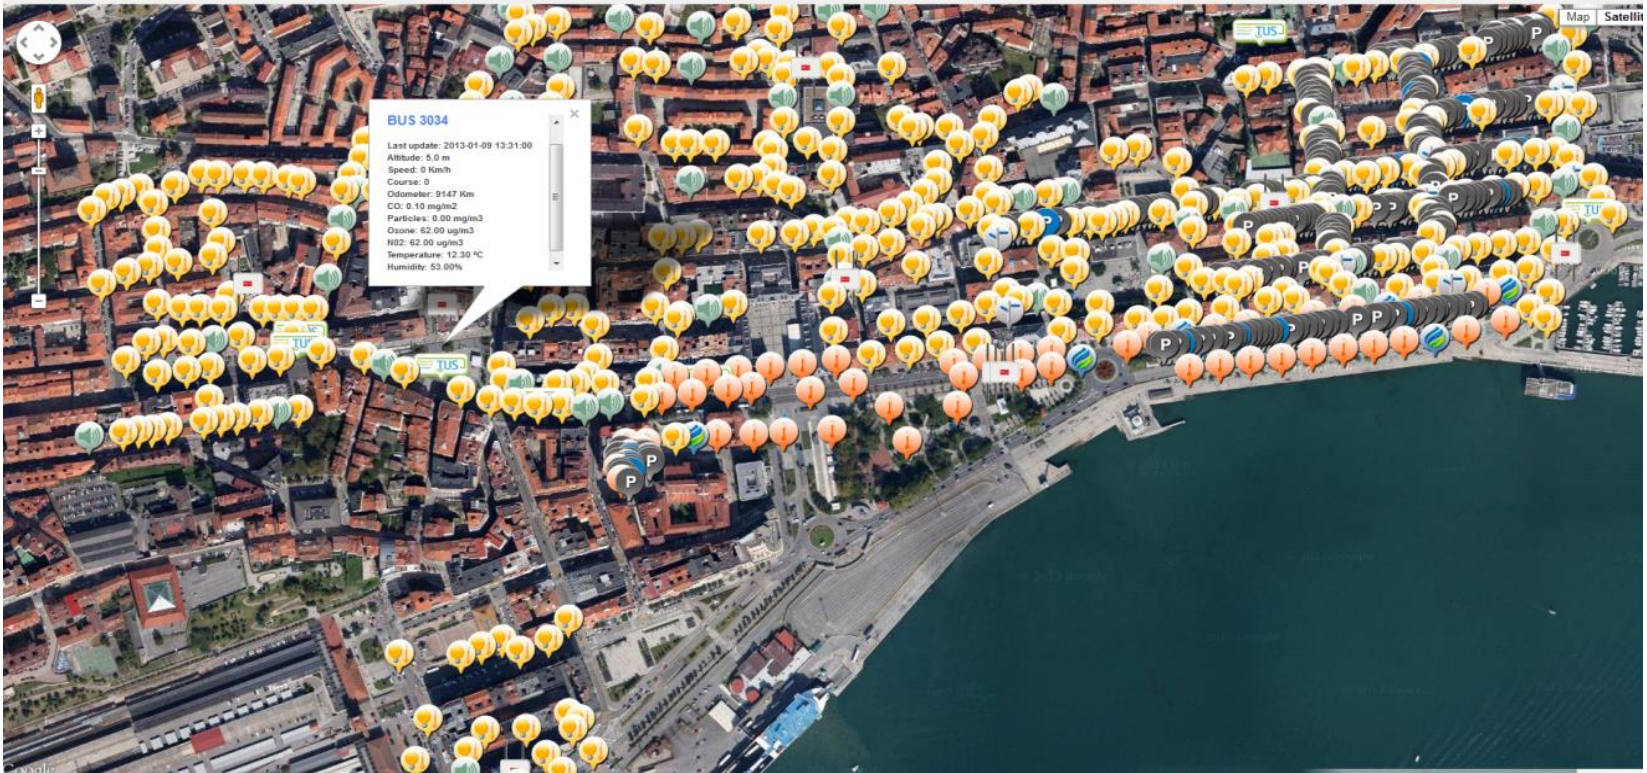 Map
Satellit
TUS
BUS 3034
Last update: 2013-01-09 13:31:00
Altitude: 5.0 m
Speed: 0 Km/h
Course: 0
Odometer: 9147 Km
CO: 0.10 mg/m2
Particles: 0.00 mg/m3
Ozone: 62.00 ug/m3
N02: 62.00 ug/m3
Temperature: 12.30 ºC
Humidity: 53.00%
P
P
P
P
TU
P
P
P
P
P
P
P
TUS
TUS
P
P
Google